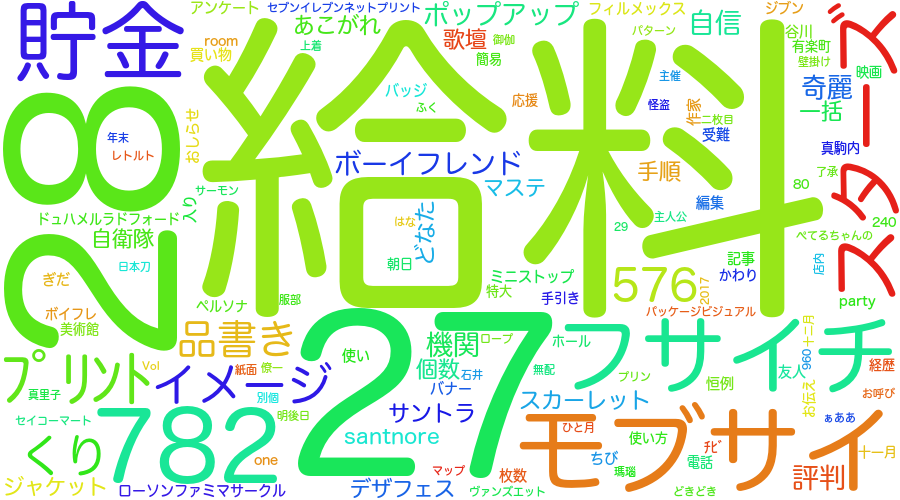 アンケート
セブンイレブンネットプリント
ポップアップ
フィルメックス
ジブン
貯金
room
あこがれ
上着
歌壇
御伽
自信
パターン
谷川
スターズ
買い物
簡易
有楽町
壁掛け
映画
給料
28
バッジ
ふく
応援
主催
怪盗
作家
二枚目
奇麗
一括
おしらせ
年末
レトルト
受難
真駒内
ボーイフレンド
マステ
手順
了承
サーモン
入り
編集
80
ドュハメルラドフォード
どなた
はな
主人公
29
240
自衛隊
朝日
ぺてるちゃんの
日本刀
ぎだ
ミニストップ
特大
記事
かわり
店内
576
2017
party
ペルソナ
服部
手引き
ボイフレ
美術館
パッケージビジュアル
品書き
27
機関
ロープ
ホール
フサイチ
十二月
プリント
Vol
使い
個数
石井
無配
960
友人
経歴
イメージ
紙面
僚一
バナー
プリン
恒例
お伝え
お呼び
真里子
別個
サントラ
スカーレット
セイコーマート
782
明後日
santnore
モブサイ
ひと月
ぁああ
くり
one
使い方
ﾁﾋﾞ
十一月
マップ
枚数
ちび
瑪瑙
電話
評判
ジャケット
ローソンファミマサークル
デザフェス
ヴァンズエット
どきどき